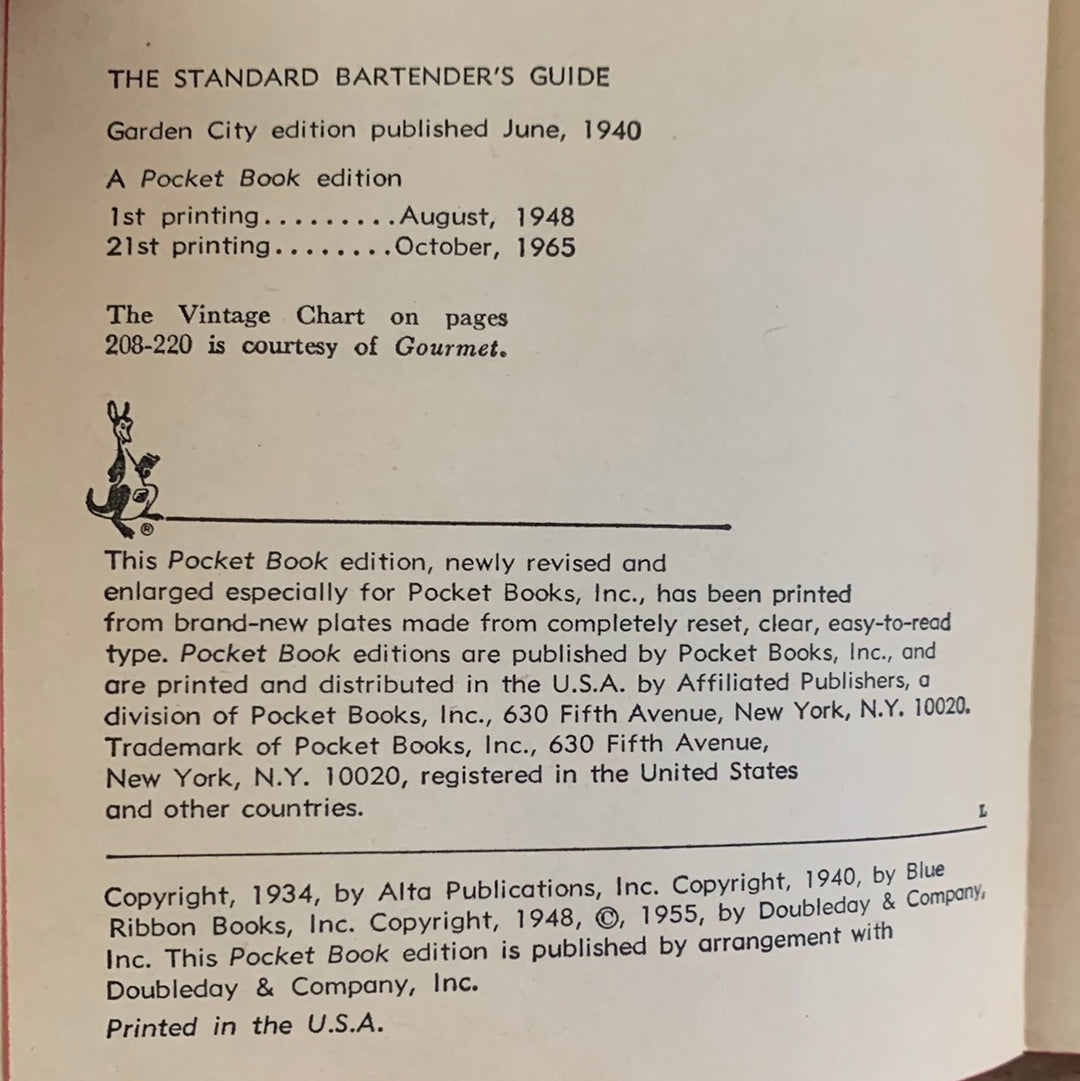 THE STANDARD BARTENDER'S GUIDE
Garden City edition published June, 1940
A Pocket Book edition
1st printing.........August, 1948
21st printing........October, 1965
The Vintage Chart on pages
208-220 is courtesy of Gourmet.
®
This Pocket Book edition, newly revised and
enlarged especially for Pocket Books, Inc., has been printed
from brand-new plates made from completely reset, clear, easy-to-read
type. Pocket Book editions are published by Pocket Books, Inc., and
are printed and distributed in the U.S.A. by Affiliated Publishers, a
division of Pocket Books, Inc., 630 Fifth Avenue, New York, N.Y. 10020.
Trademark of Pocket Books, Inc., 630 Fifth Avenue,
New York, N.Y. 10020, registered in the United States
and other countries.
L
Copyright, 1934, by Alta Publications, Inc. Copyright, 1940, by Blue
Ribbon Books, Inc. Copyright, 1948, ©, 1955, by Doubleday & Company,
Inc. This Pocket Book edition is published by arrangement with
Doubleday & Company, Inc.
Printed in the U.S.A.